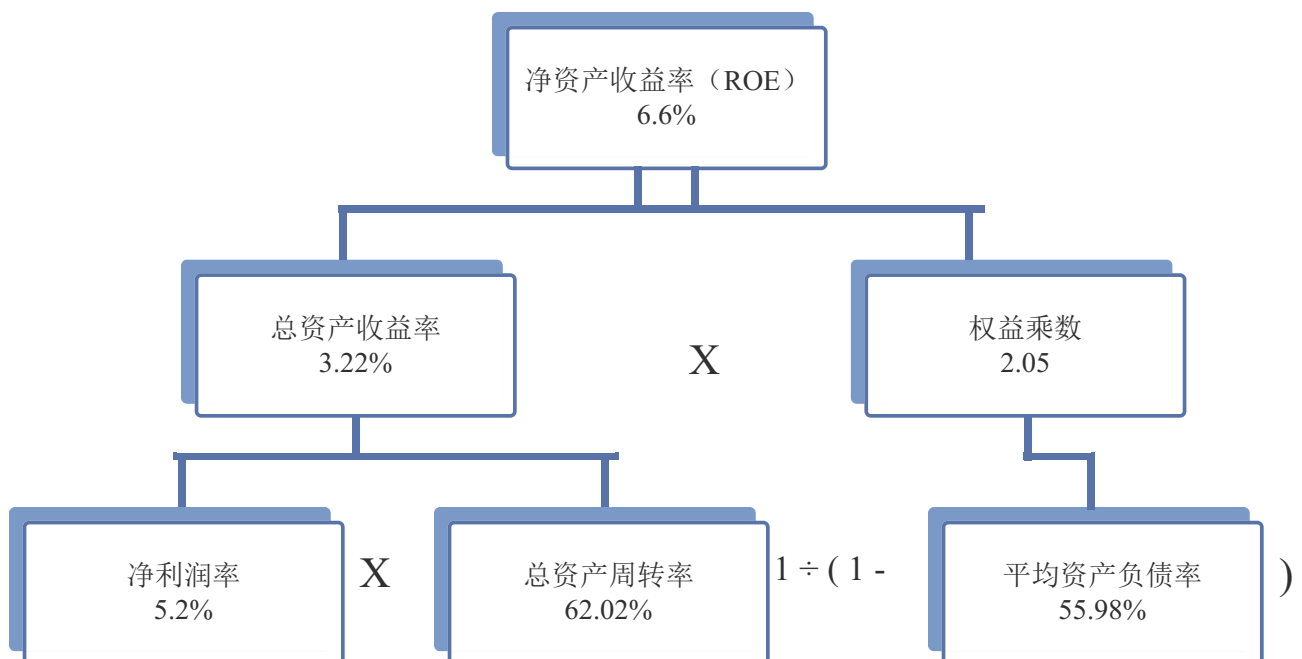 净资产收益率（ROE）
6.6%
总资产收益率
3.22%
X
权益乘数
2.05
净利润率
5.2%
X
总资产周转率
62.02%
1 ÷ ( 1 -
平均资产负债率
55.98%
)